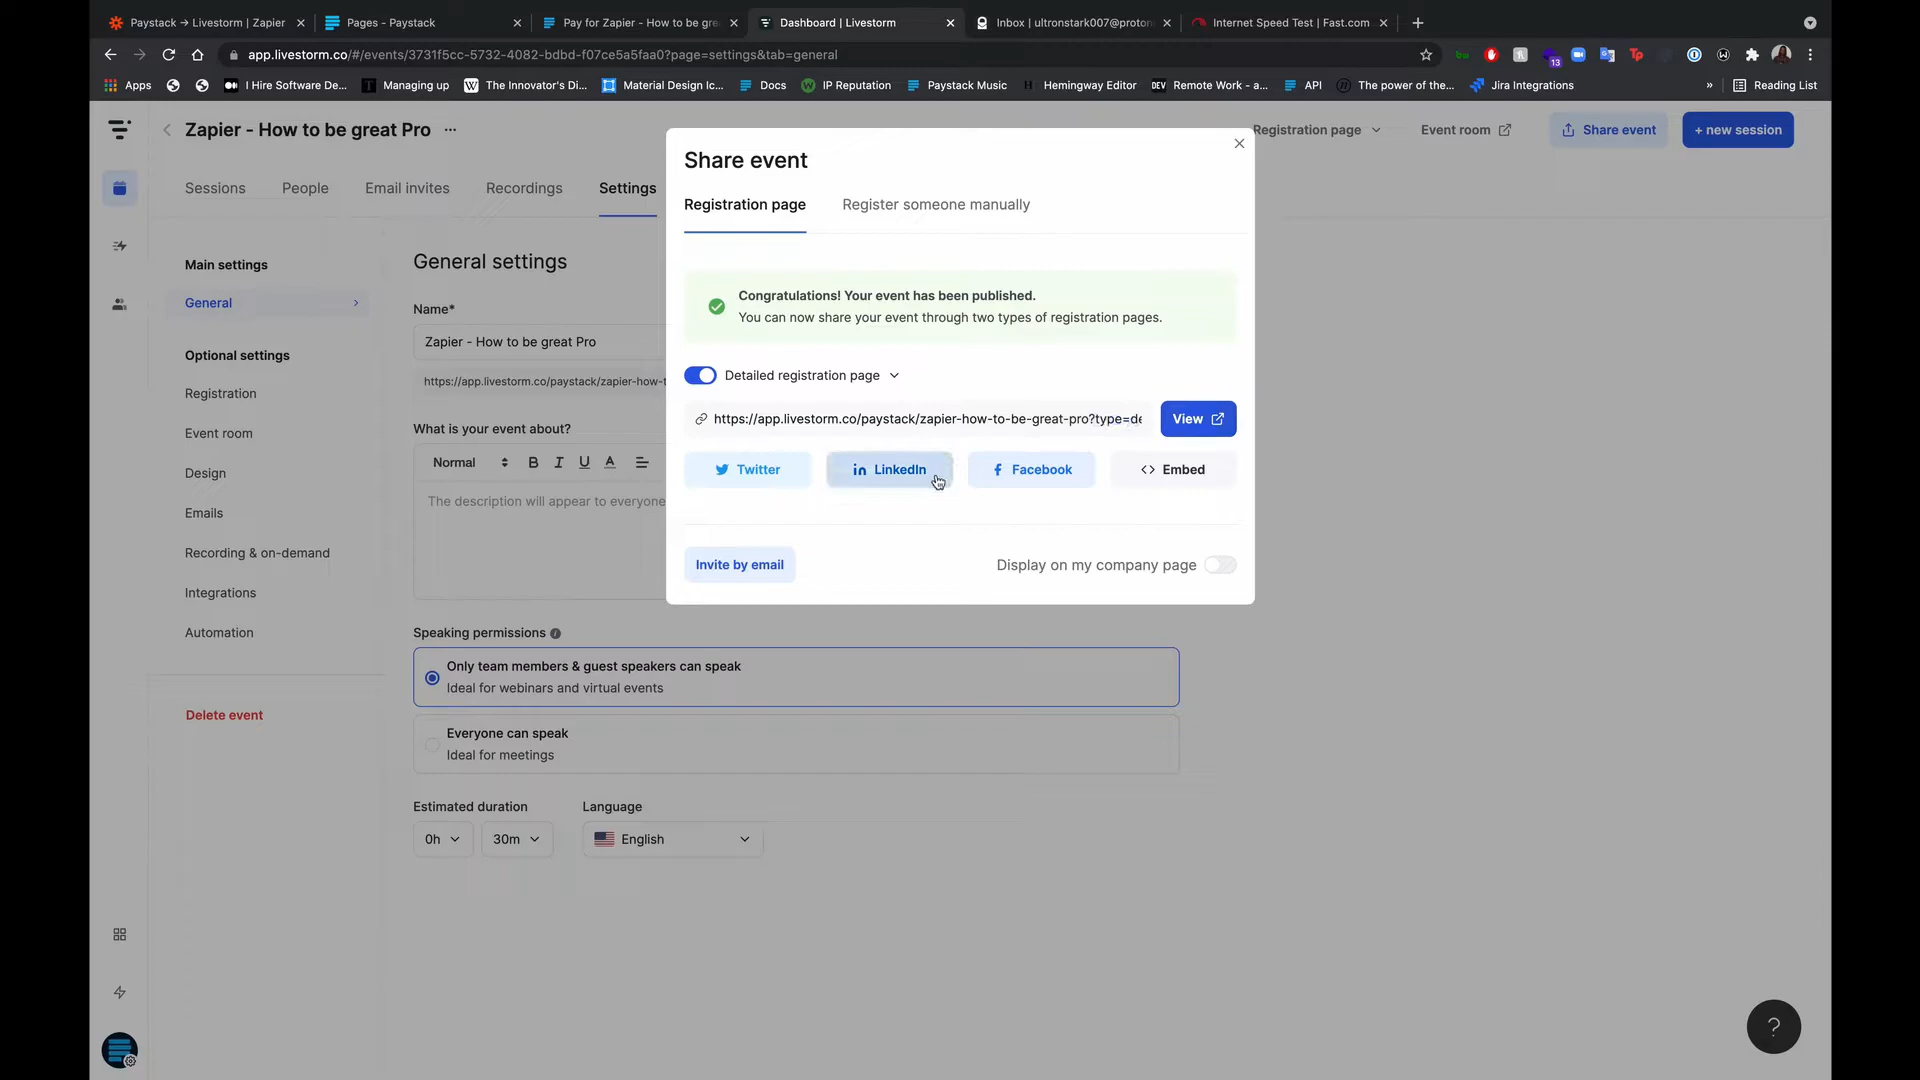 Paystack → Livestorm | Zapier
Pages - Paystack
Pay for Zapier - How to be gre
Dashboard | Livestorm
Inbox | ultronstark007@proton
Internet Speed Test | Fast.com
app.livestorm.co/#/events/3731f5cc-5732-4082-bdbd-f07ce5a5faa0?page=settings&tab=general
13
Apps
I Hire Software De...
Managing up
The Innovator's Di...
Material Design Ic...
Docs
IP Reputation
Paystack Music
Hemingway Editor
Remote Work - a...
API
The power of the...
Jira Integrations
»
Reading List
Zapier - How to be great Pro ...
Registration page
Event room
Share event
+ new session
Sessions
People
Email invites
Recordings
Settings
Main settings
General
Optional settings
Registration
Event room
Design
Emails
Recording & on-demand
Integrations
Automation
Delete event
General settings
Name*
Zapier - How to be great Pro
https://app.livestorm.co/paystack/zapier-how-t
What is your event about?
Normal
B I U A
The description will appear to everyone
Speaking permissions
Only team members & guest speakers can speak
Ideal for webinars and virtual events
Everyone can speak
Ideal for meetings
Estimated duration
Language
0h
30m
English
Share event
Registration page
Register someone manually
Congratulations! Your event has been published.
You can now share your event through two types of registration pages.
Detailed registration page
https://app.livestorm.co/paystack/zapier-how-to-be-great-pro?type=de
View
Twitter
LinkedIn
Facebook
Embed
Invite by email
Display on my company page
?